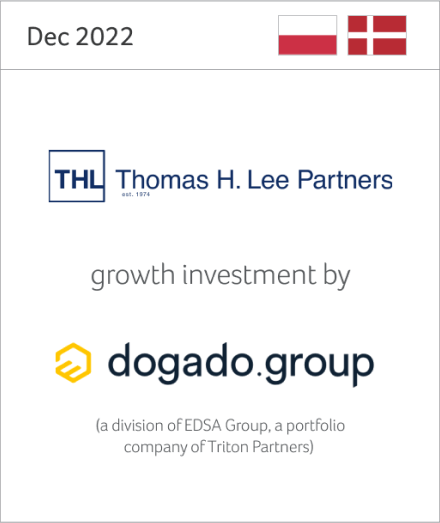 Dec 2022
THL Thomas H. Lee Partners
est. 1974
growth investment by
dogado.group
(a division of EDSA Group, a portfolio
company of Triton Partners)